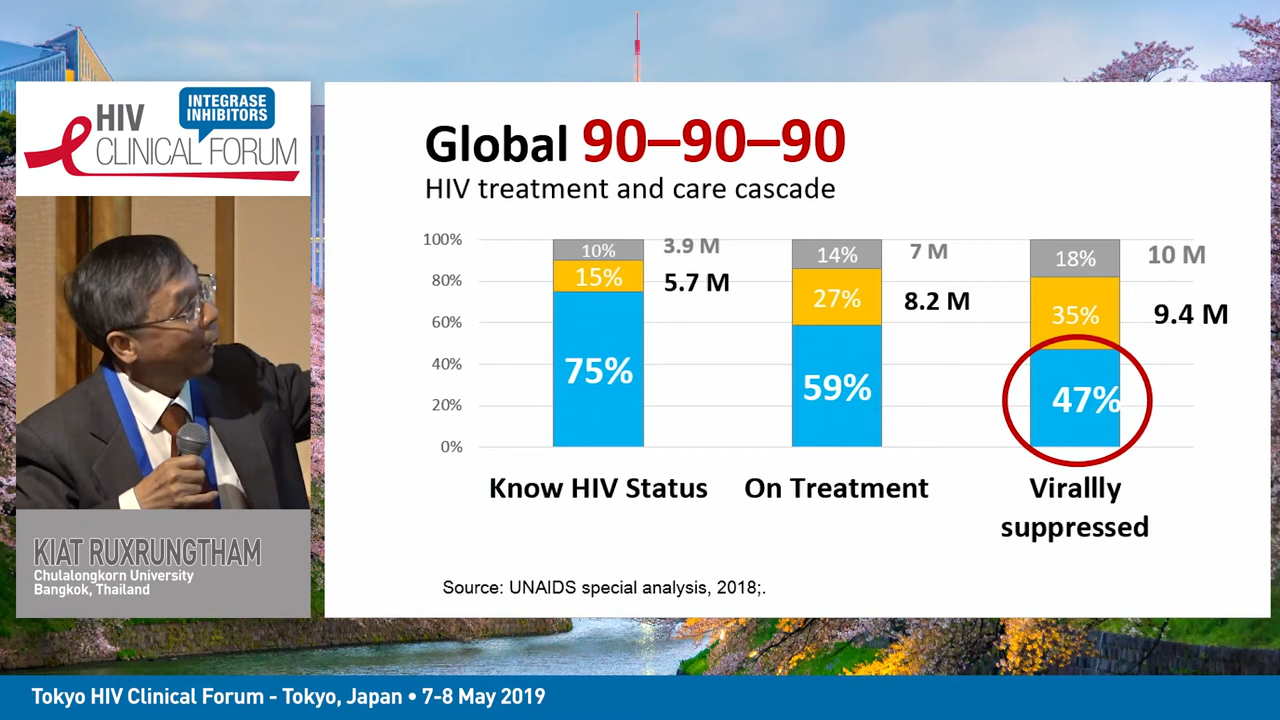 HIV
INTEGRASE
INHIBITORS
CLINICAL FORUM
KIAT RUXRUNGTHAM
Chulalongkorn University
Bangkok, Thailand
Global 90–90–90
HIV treatment and care cascade
100%
80%
60%
40%
20%
0%
10%
15%
75%
3.9 M
5.7 M
14%
27%
59%
7 M
8.2 M
18%
35%
47%
10 M
9.4 M
Know HIV Status
On Treatment
Virallly
suppressed
Source: UNAIDS special analysis, 2018;.
Tokyo HIV Clinical Forum - Tokyo, Japan • 7-8 May 2019